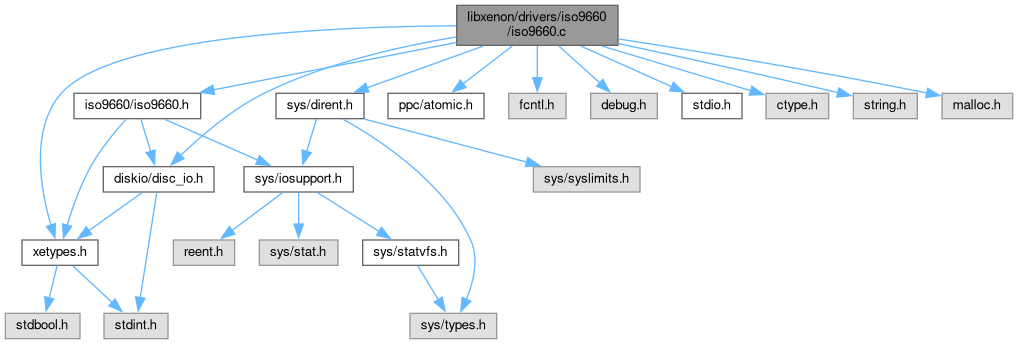 libxenon/drivers/iso9660
/iso9660.c
iso9660/iso9660.h
sys/dirent.h
ppc/atomic.h
fcntl.h
debug.h
stdio.h
ctype.h
string.h
malloc.h
diskio/disc_io.h
sys/iosupport.h
sys/syslimits.h
xetypes.h
reent.h
sys/stat.h
sys/statvfs.h
stdbool.h
stdint.h
sys/types.h